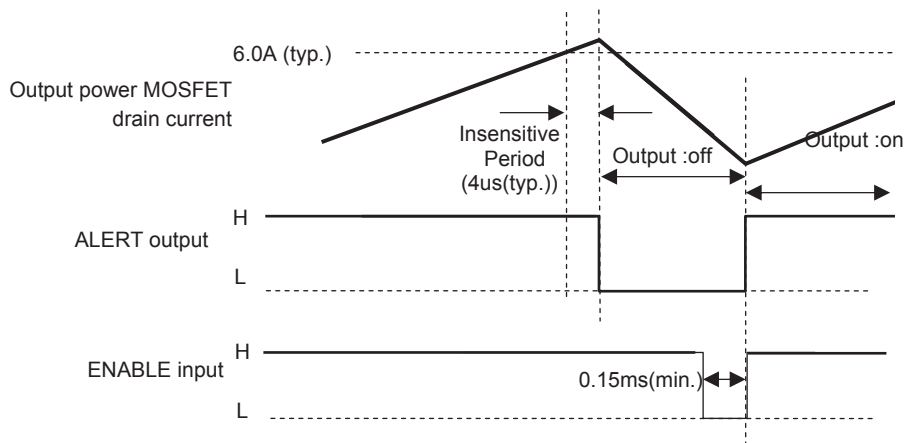 6.0A (typ.)
Output power MOSFET
drain current
Insensitive
Period
(4us(typ.))
Output :off
Output :on
H
ALERT output
L
H
ENABLE input
0.15ms(min.)
L